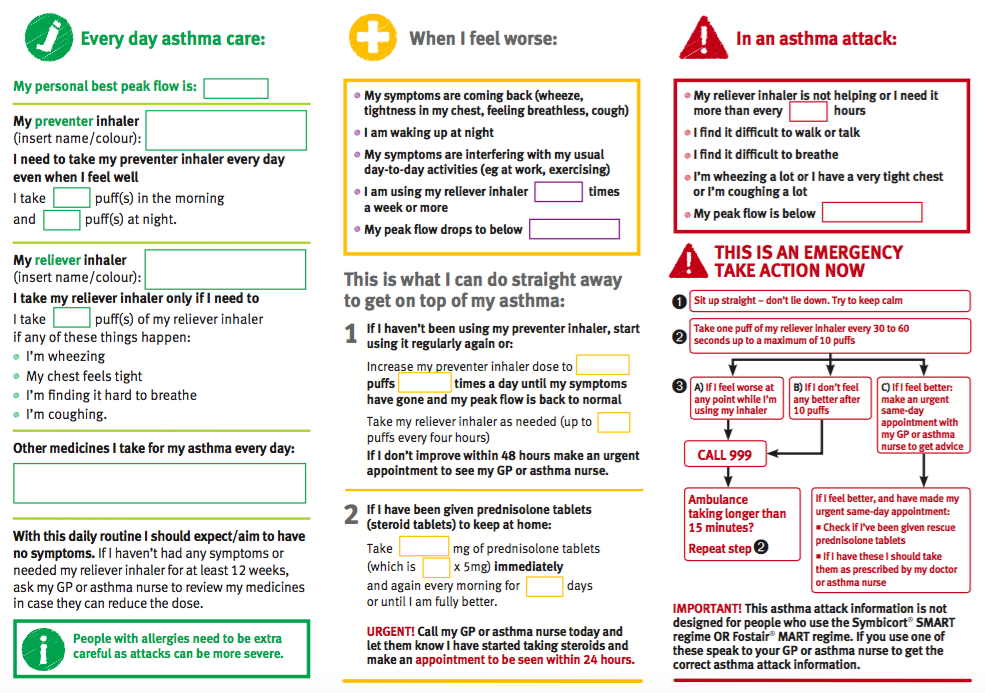 Every day asthma care:
My personal best peak flow is:
My preventer inhaler
(insert name/colour):
I need to take my preventer inhaler every day
even when I feel well
I take puff(s) in the morning
and puff(s) at night.
My reliever inhaler
(insert name/colour):
I take my reliever inhaler only if I need to
I take puff(s) of my reliever inhaler
if any of these things happen:
I'm wheezing
My chest feels tight
I'm finding it hard to breathe
I'm coughing.
Other medicines I take for my asthma every day:
With this daily routine I should expect/aim to have
no symptoms. If I haven't had any symptoms or
needed my reliever inhaler for at least 12 weeks,
ask my GP or asthma nurse to review my medicines
in case they can reduce the dose.
i
People with allergies need to be extra
careful as attacks can be more severe.
When I feel worse:
My symptoms are coming back (wheeze,
tightness in my chest, feeling breathless, cough)
I am waking up at night
My symptoms are interfering with my usual
day-to-day activities (eg at work, exercising)
I am using my reliever inhaler times
a week or more
My peak flow drops to below
This is what I can do straight away
to get on top of my asthma:
1 If I haven't been using my preventer inhaler, start
using it regularly again or:
Increase my preventer inhaler dose to
puffs times a day until my symptoms
have gone and my peak flow is back to normal
Take my reliever inhaler as needed (up to
puffs every four hours)
If I don't improve within 48 hours make an urgent
appointment to see my GP or asthma nurse.
2 If I have been given prednisolone tablets
(steroid tablets) to keep at home:
Take mg of prednisolone tablets
(which is x 5mg) immediately
and again every morning for days
or until I am fully better.
URGENT! Call my GP or asthma nurse today and
let them know I have started taking steroids and
make an appointment to be seen within 24 hours.
! In an asthma attack:
My reliever inhaler is not helping or I need it
more than every hours
I find it difficult to walk or talk
I find it difficult to breathe
I'm wheezing a lot or I have a very tight chest
or I'm coughing a lot
My peak flow is below
! THIS IS AN EMERGENCY
TAKE ACTION NOW
1 Sit up straight – don't lie down. Try to keep calm
2 Take one puff of my reliever inhaler every 30 to 60
seconds up to a maximum of 10 puffs
3
A) If I feel worse at
any point while I'm
using my inhaler
B) If I don't feel
any better after
10 puffs
C) If I feel better:
make an urgent
same-day
appointment with
my GP or asthma
nurse to get advice
CALL 999
Ambulance
taking longer than
15 minutes?
Repeat step 2
If I feel better, and have made my
urgent same-day appointment:
Check if I've been given rescue
prednisolone tablets
If I have these I should take
them as prescribed by my doctor
or asthma nurse
IMPORTANT! This asthma attack information is not
designed for people who use the Symbicort® SMART
regime OR Fostair® MART regime. If you use one of
these speak to your GP or asthma nurse to get the
correct asthma attack information.